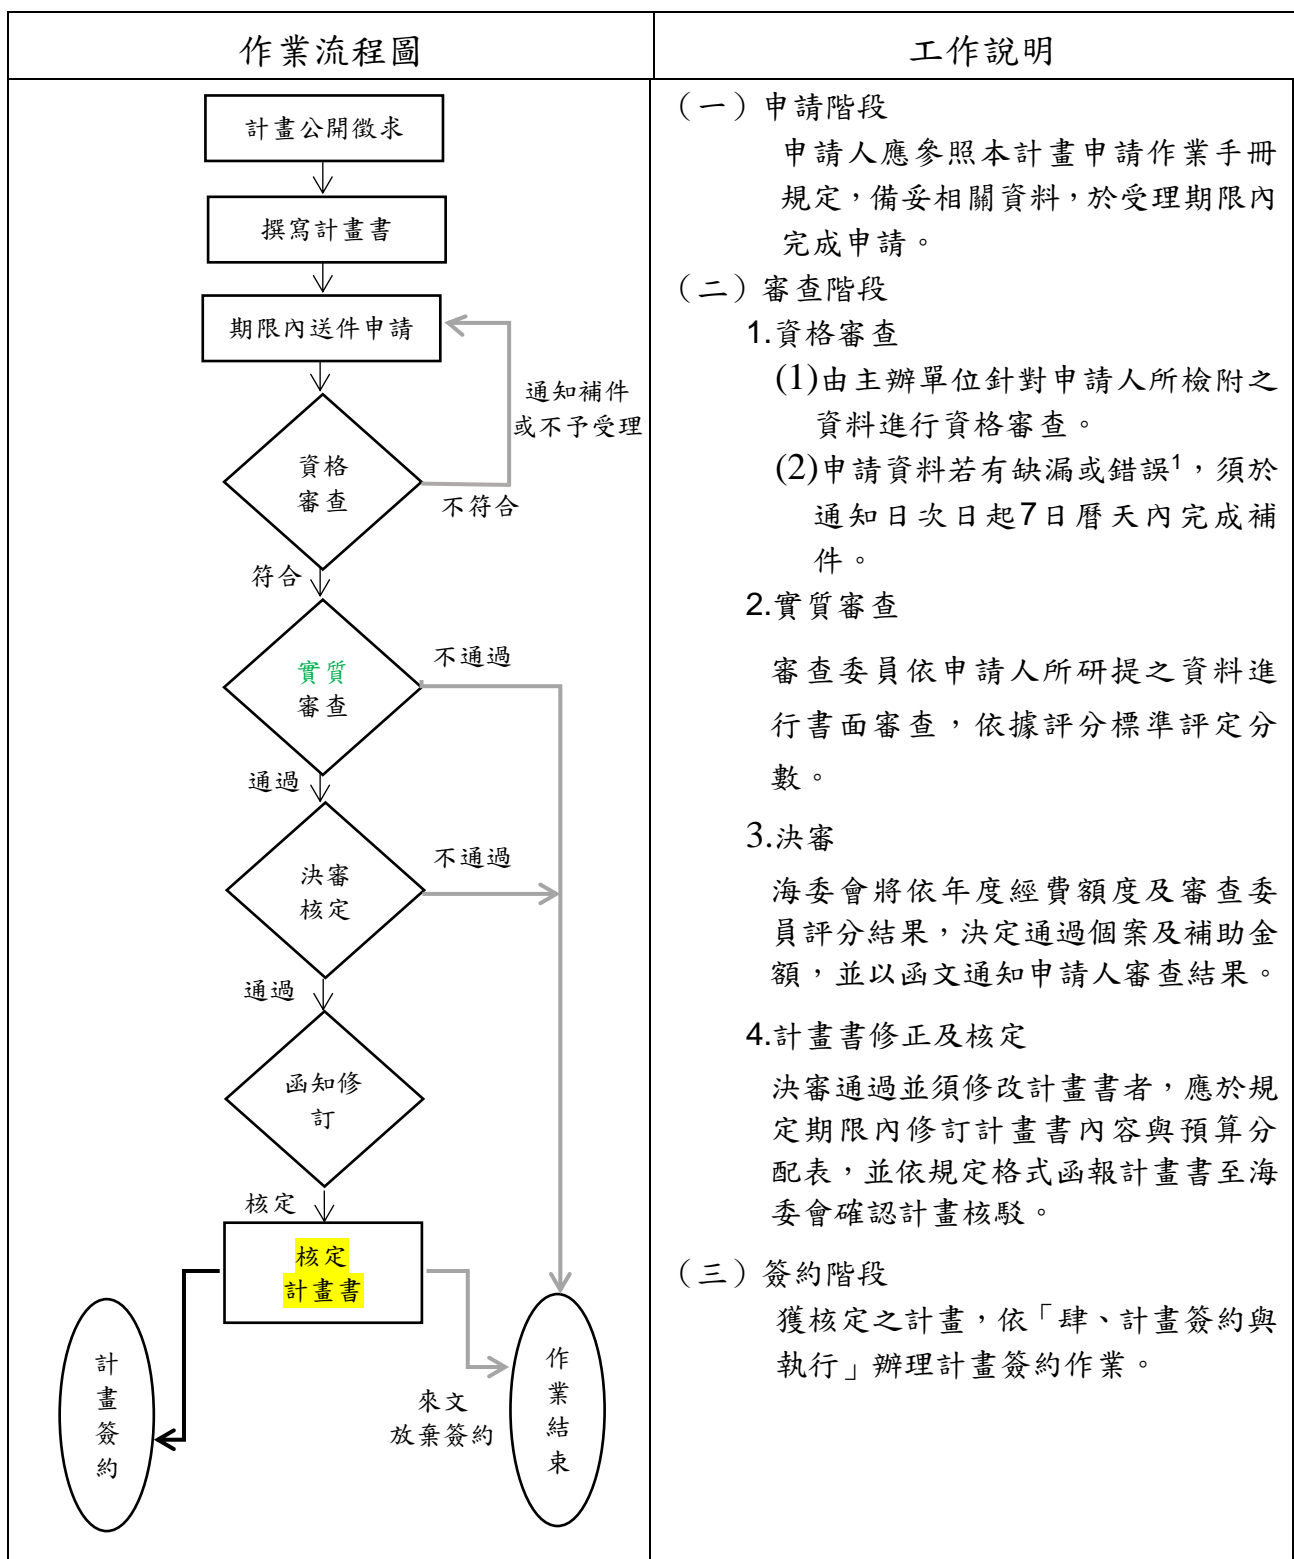 作業流程圖
工作說明
計畫公開徵求
撰寫計畫書
期限內送件申請
通知補件
或不予受理
資格
審查
不符合
符合
實質
審查
不通過
通過
決審
核定
不通過
通過
函知修
訂
核定
核定
計畫書
計
畫
簽
約
來文
放棄簽約
作
業
結
束
（一）申請階段
申請人應參照本計畫申請作業手冊
規定，備妥相關資料，於受理期限內
完成申請。
（二）審查階段
1.資格審查
(1)由主辦單位針對申請人所檢附之
資料進行資格審查。
(2)申請資料若有缺漏或錯誤1，須於
通知日次日起7日曆天內完成補
件。
2.實質審查
審查委員依申請人所研提之資料進
行書面審查，依據評分標準評定分
數。
3.決審
海委會將依年度經費額度及審查委
員評分結果，決定通過個案及補助金
額，並以函文通知申請人審查結果。
4.計畫書修正及核定
決審通過並須修改計畫書者，應於規
定期限內修訂計畫書內容與預算分
配表，並依規定格式函報計畫書至海
委會確認計畫核駁。
（三）簽約階段
獲核定之計畫，依「肆、計畫簽約與
執行」辦理計畫簽約作業。